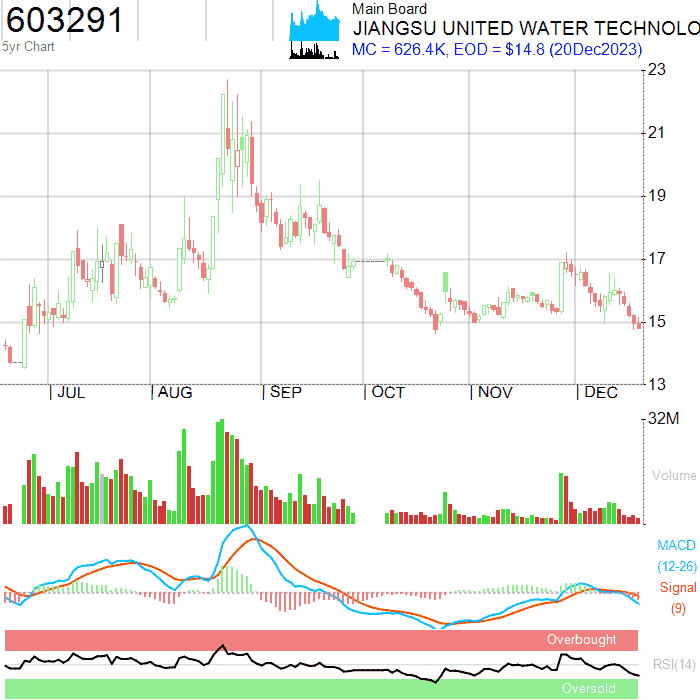 603291
5yr Chart
Main Board
JIANGSU UNITED WATER TECHNOLO
MC = 626.4K, EOD = $14.8 (20Dec2023)
23
21
19
17
15
13
JUL AUG SEP OCT NOV DEC
32M
Volume
MACD
(12-26)
Signal
(9)
Overbought
RSI(14)
Oversold